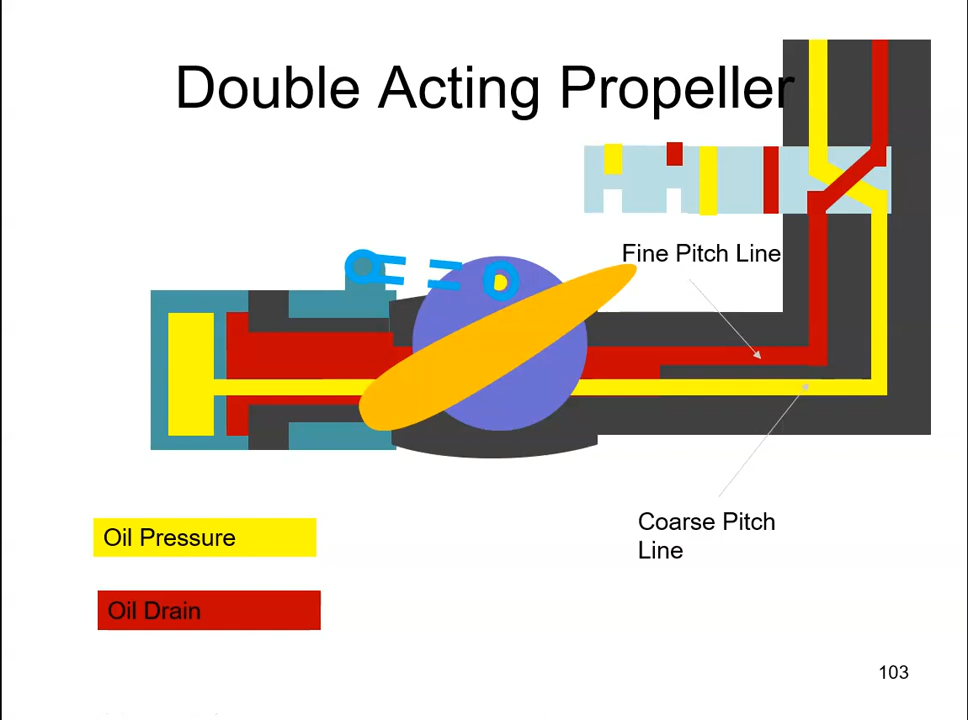 Double Acting Propeller
Fine Pitch Line
Coarse Pitch
Line
Oil Pressure
Oil Drain
103